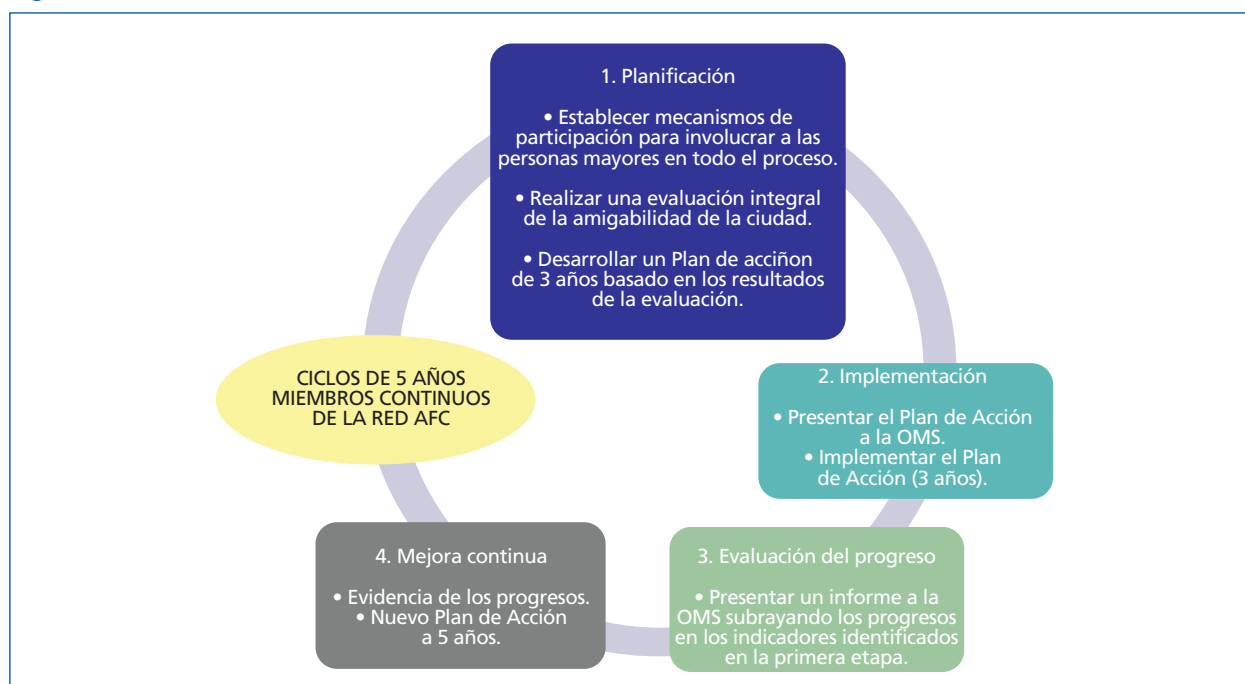 1. Planificación
• Establecer mecanismos de
participación para involucrar a las
personas mayores en todo el proceso.
• Realizar una evaluación integral
de la amigabilidad de la ciudad.
• Desarrollar un Plan de acciñon
de 3 años basado en los resultados
de la evaluación.
2. Implementación
• Presentar el Plan de Acción
a la OMS.
• Implementar el Plan
de Acción (3 años).
3. Evaluación del progreso
• Presentar un informe a la
OMS subrayando los progresos
en los indicadores identificados
en la primera etapa.
4. Mejora continua
• Evidencia de los progresos.
• Nuevo Plan de Acción
a 5 años.
CICLOS DE 5 AÑOS
MIEMBROS CONTINUOS
DE LA RED AFC